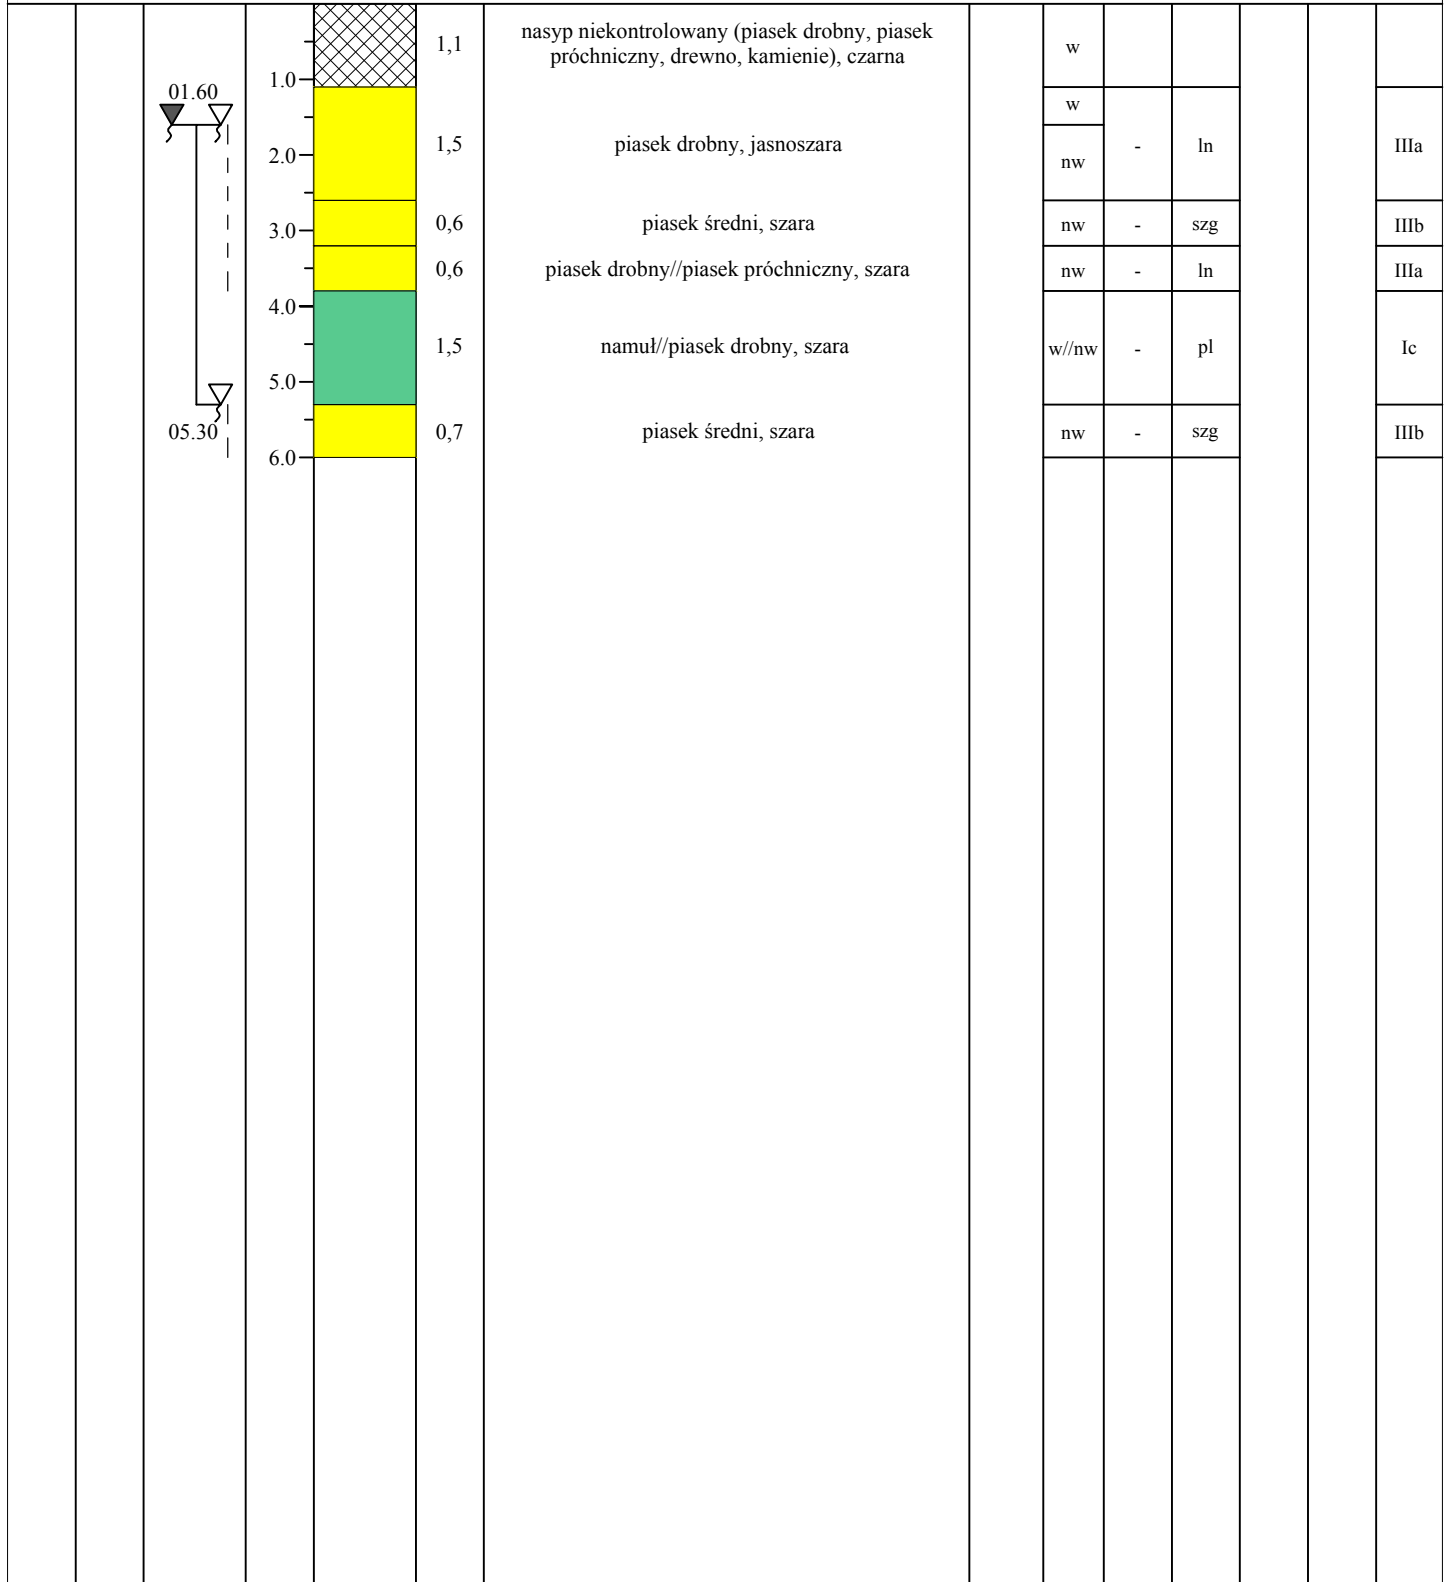 nasyp niekontrolowany (piasek drobny, piasek
próchniczny, drewno, kamienie), czarna
1,1
w
1.0
01.60
w
1,5
piasek drobny, jasnoszara
- ln IIIa
2.0
nw
0,6 piasek średni, szara nw - szg IIIb
3.0
0,6 piasek drobny//piasek próchniczny, szara nw - ln IIIa
4.0
1,5 namuł//piasek drobny, szara w//nw - pl Ic
5.0
05.30 0,7 piasek średni, szara nw - szg IIIb
6.0